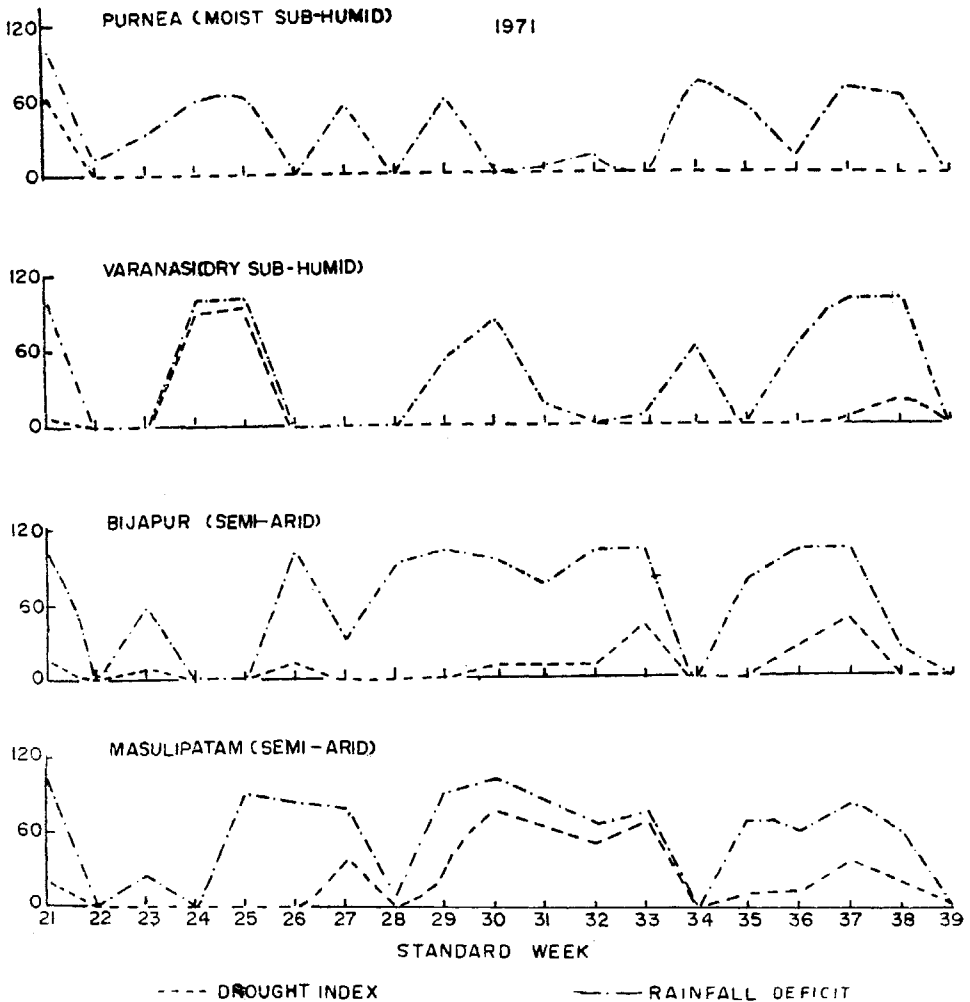 PURNEA (MOIST SUB-HUMID) 1971
120
60
0
VARANASI(DRY SUB-HUMID)
120
60
0
BIJAPUR (SEMI-ARID)
120
60
0
MASULIPATAM (SEMI-ARID)
120
60
0
21 22 23 24 25 26 27 28 29 30 31 32 33 34 35 36 37 38 39
STANDARD WEEK
DROUGHT INDEX RAINFALL DEFICIT